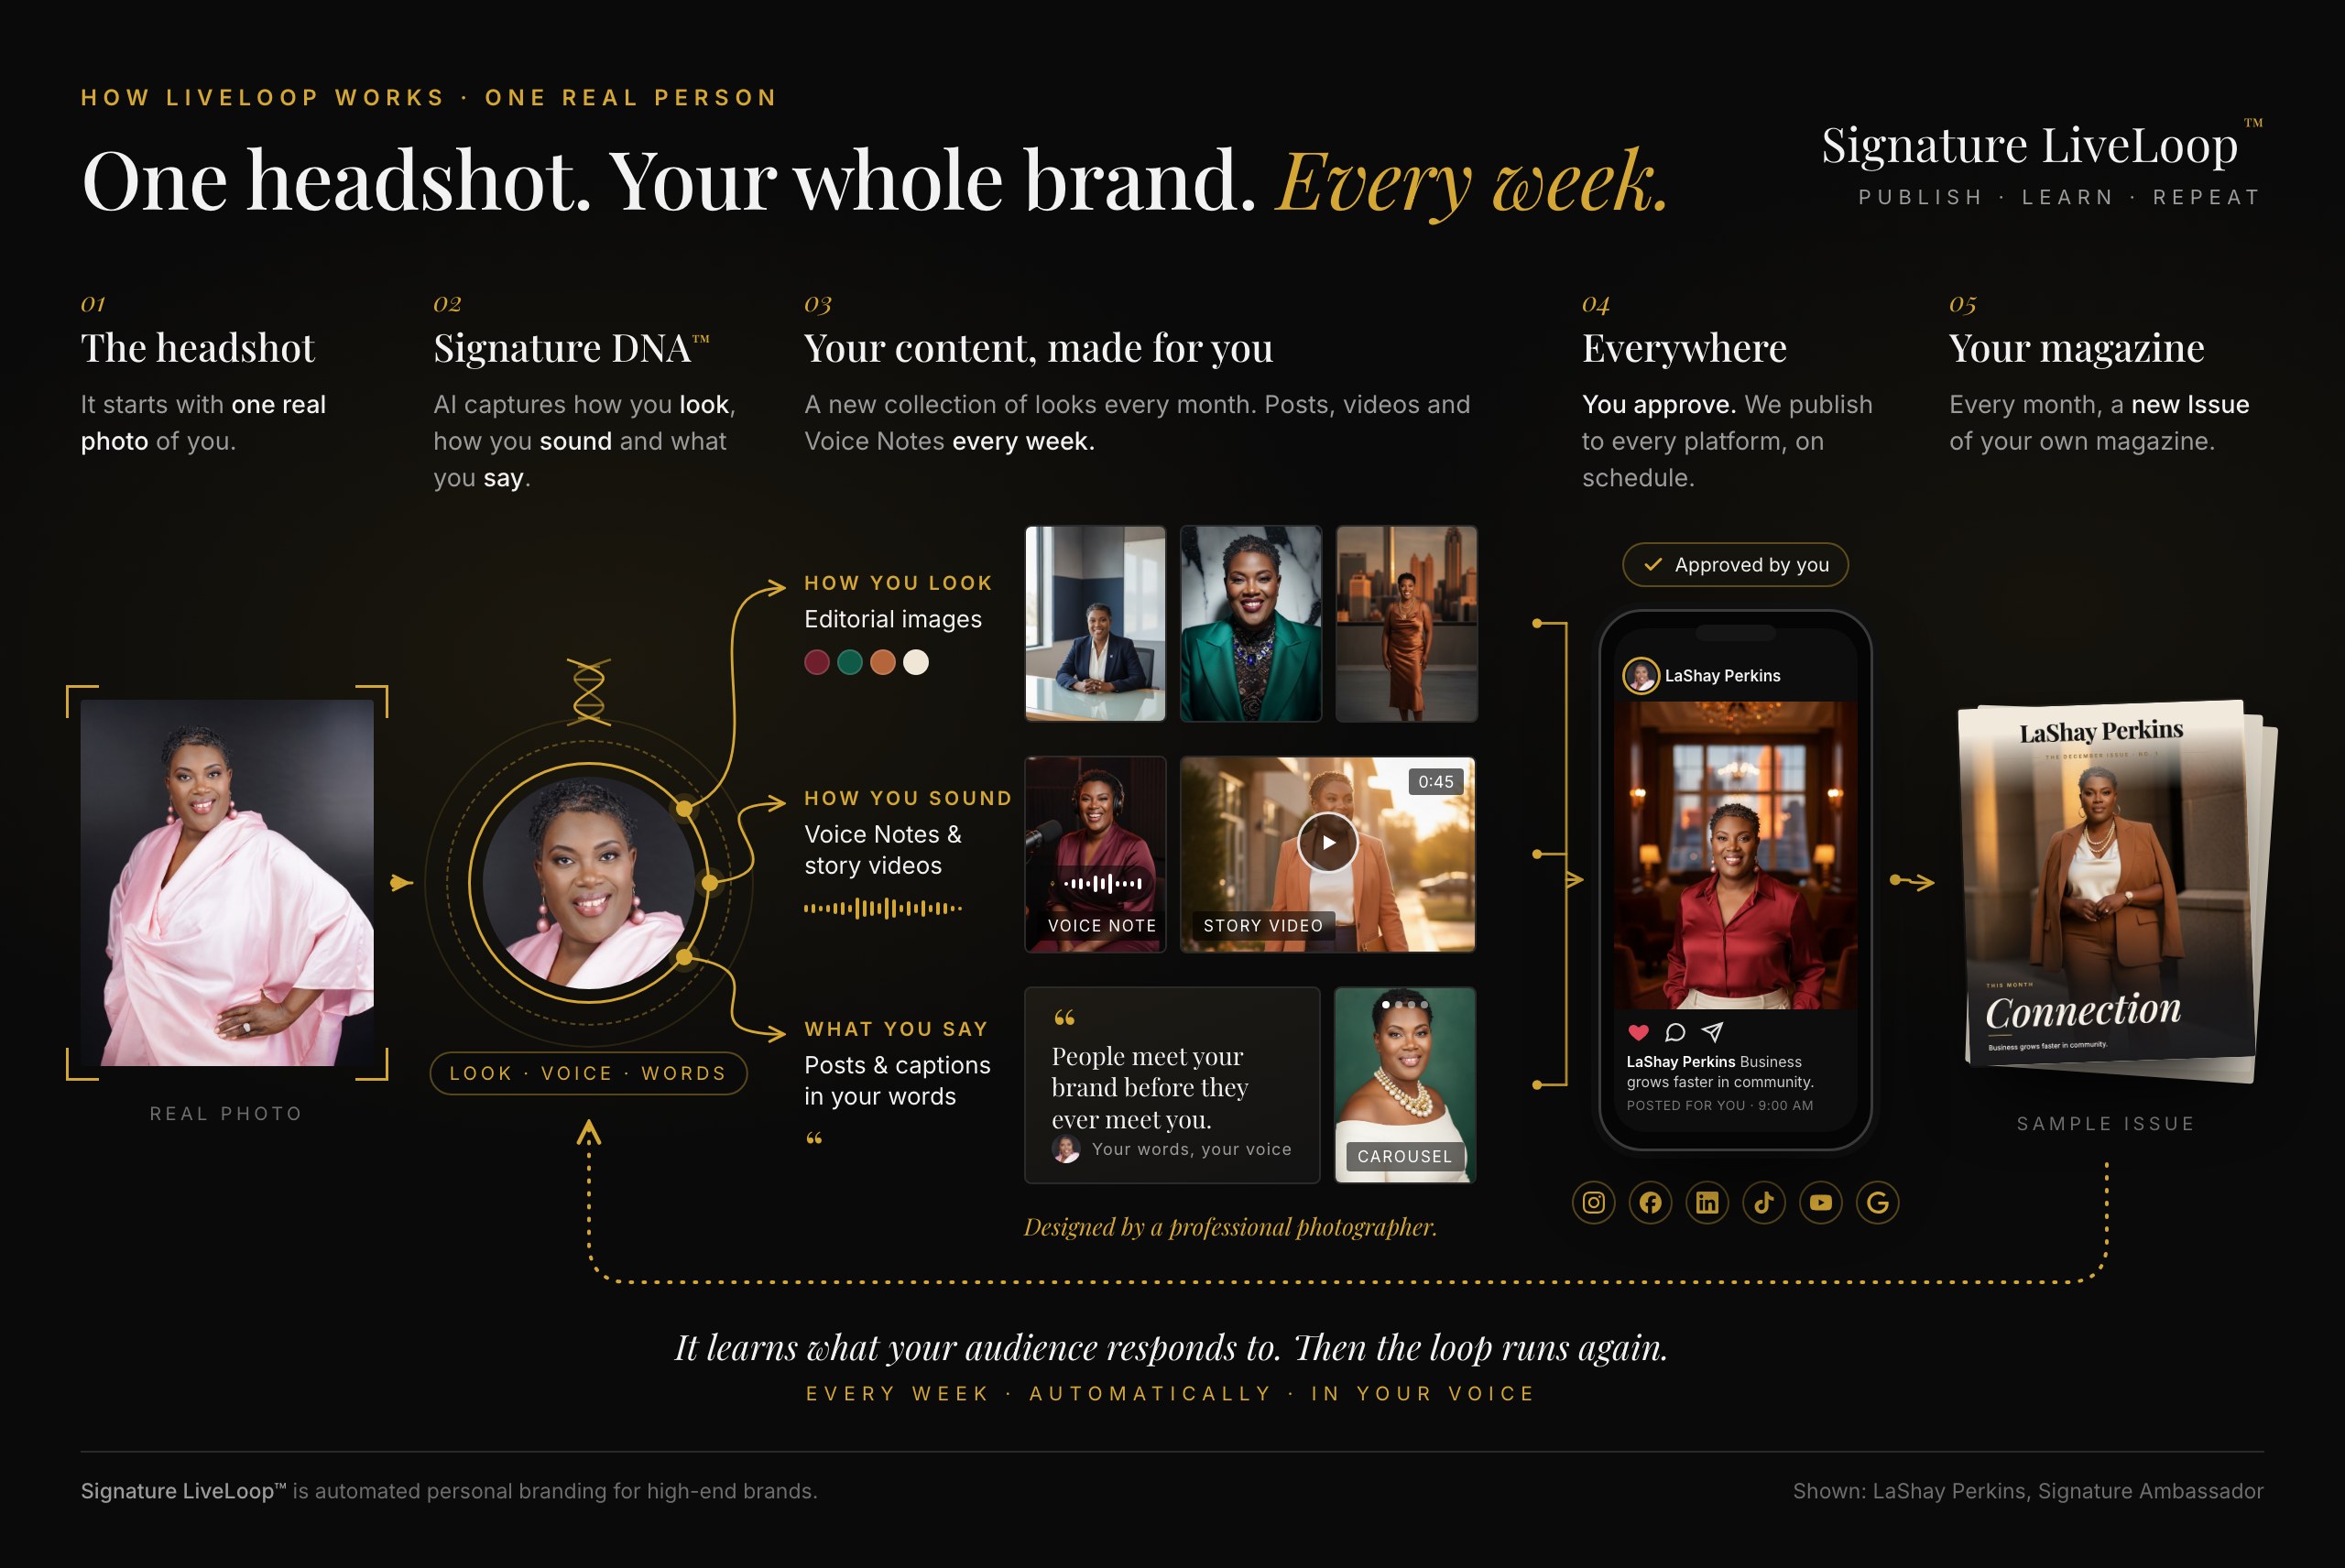 HOW LIVELOOP WORKS · ONE REAL PERSON
One headshot. Your whole brand. Every week.
Signature LiveLoop™
PUBLISH · LEARN · REPEAT
01
The headshot
It starts with one real
photo of you.
02
Signature DNA™
AI captures how you look,
how you sound and what
you say.
03
Your content, made for you
A new collection of looks every month. Posts, videos and
Voice Notes every week.
04
Everywhere
You approve. We publish
to every platform, on
schedule.
05
Your magazine
Every month, a new Issue
of your own magazine.
REAL PHOTO
LOOK · VOICE · WORDS
HOW YOU LOOK
Editorial images
HOW YOU SOUND
Voice Notes &
story videos
WHAT YOU SAY
Posts & captions
in your words
“
VOICE NOTE
0:45
STORY VIDEO
“
People meet your
brand before they
ever meet you.
Your words, your voice
CAROUSEL
Designed by a professional photographer.
Approved by you
LaShay Perkins
LaShay Perkins Business
grows faster in community.
POSTED FOR YOU · 9:00 AM
LaShay Perkins
THE DECEMBER ISSUE
THIS MONTH
Connection
Business grows faster in community.
SAMPLE ISSUE
It learns what your audience responds to. Then the loop runs again.
EVERY WEEK · AUTOMATICALLY · IN YOUR VOICE
Signature LiveLoop™ is automated personal branding for high-end brands.
Shown: LaShay Perkins, Signature Ambassador